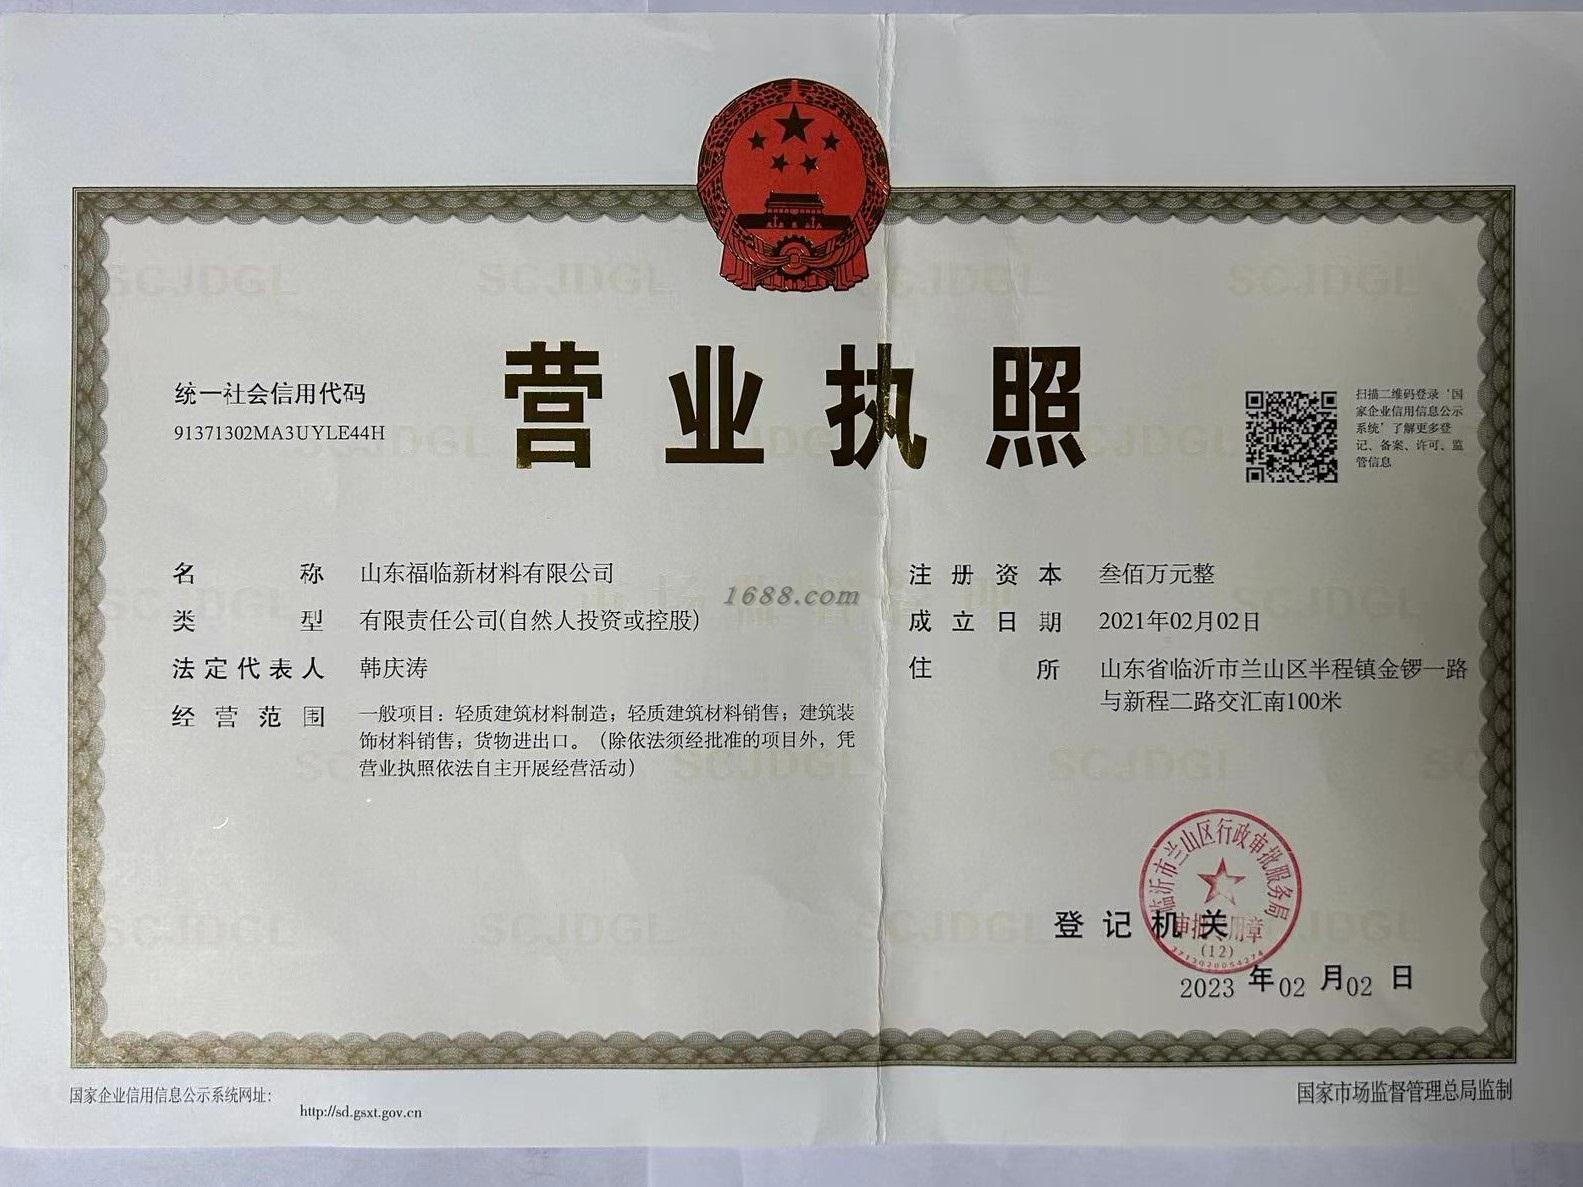 营业执照
统一社会信用代码
91371302MA3UYLE44H
扫描二维码登录‘国
家企业信用信息公示
系统’了解更多登
记、备案、许可、监
管信息
名称 山东福临新材料有限公司
类型 有限责任公司(自然人投资或控股)
法定代表人 韩庆涛
经营范围 一般项目：轻质建筑材料制造；轻质建筑材料销售；建筑装
饰材料销售；货物进出口。（除依法须经批准的项目外，凭
营业执照依法自主开展经营活动）
注册资本 叁佰万元整
成立日期 2021年02月02日
住所 山东省临沂市兰山区半程镇金锣一路
与新程二路交汇南100米
1688.com
登记机关
临沂市兰山区行政审批服务局
审批专用章
(12)
3713020054274
2023年02月02日
国家企业信用信息公示系统网址：
http://sd.gsxt.gov.cn
国家市场监督管理总局监制
SCJDGL